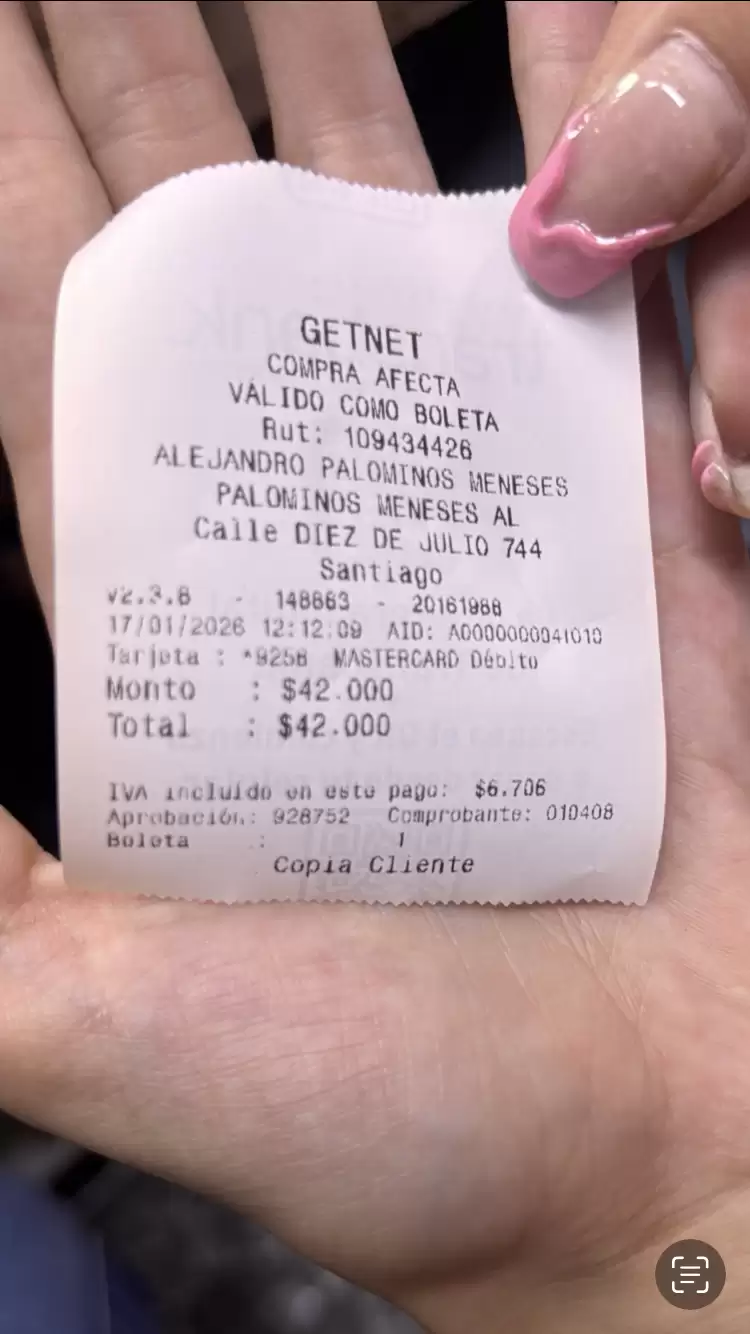 GETNET
COMPRA AFECTA
VÁLIDO COMO BOLETA
Rut: 109434426
ALEJANDRO PALOMINOS MENESES
PALOMINOS MENESES AL
Calle DIEZ DE JULIO 744
Santiago
v2.3.8 - 148663 - 20161988
17/01/2026 12:12:09 AID: A0000000041010
Tarjeta : *9258 MASTERCARD Débito
Monto : $42.000
Total : $42.000
IVA incluido en este pago: $6.706
Aprobación.: 928752 Comprobante: 010408
Boleta : 1
Copia Cliente